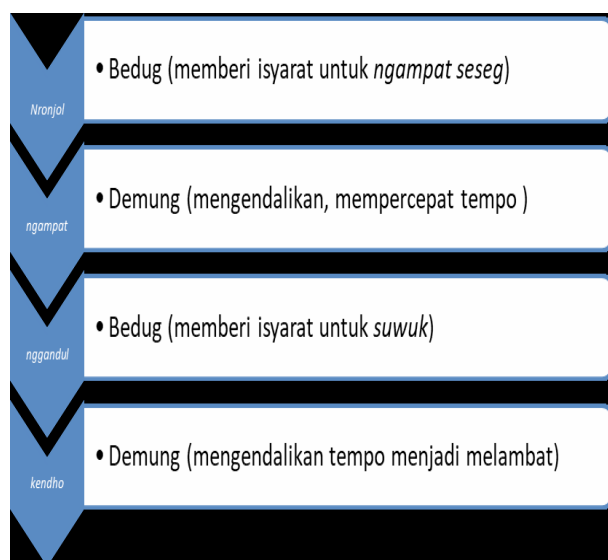 • Bedug (memberi isyarat untuk ngampat seseg)
Nronjol
• Demung (mengendalikan, mempercepat tempo )
ngampat
• Bedug (memberi isyarat untuk suwuk)
nggandul
• Demung (mengendalikan tempo menjadi melambat)
kendho